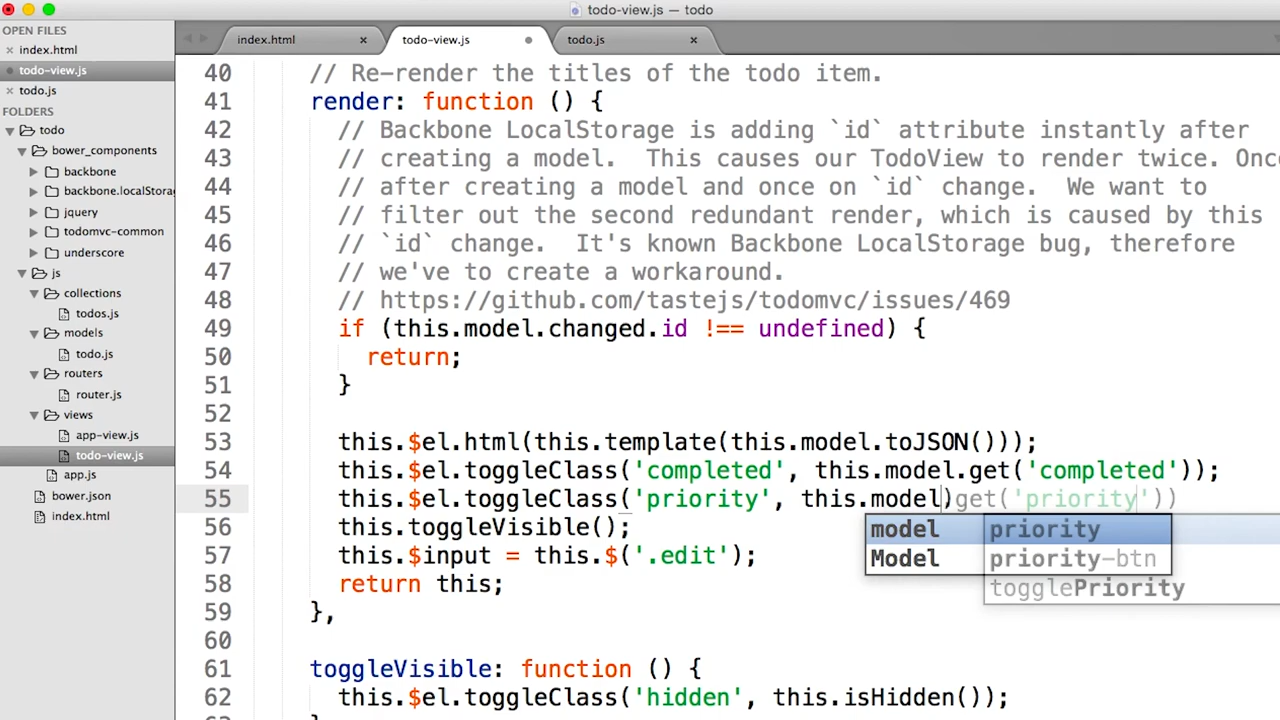 todo-view.js — todo
OPEN FILES
index.html
todo-view.js
todo.js
FOLDERS
todo
bower_components
backbone
backbone.localStorag
jquery
todomvc-common
underscore
js
collections
todos.js
models
todo.js
routers
router.js
views
app-view.js
todo-view.js
app.js
bower.json
index.html
index.html
todo-view.js
todo.js
40 // Re-render the titles of the todo item.
41 render: function () {
42 // Backbone LocalStorage is adding `id` attribute instantly after
43 // creating a model.  This causes our TodoView to render twice. Once
44 // after creating a model and once on `id` change.  We want to
45 // filter out the second redundant render, which is caused by this
46 // `id` change.  It's known Backbone LocalStorage bug, therefore
47 // we've to create a workaround.
48 // https://github.com/tastejs/todomvc/issues/469
49 if (this.model.changed.id !== undefined) {
50 return;
51 }
52
53 this.$el.html(this.template(this.model.toJSON()));
54 this.$el.toggleClass('completed', this.model.get('completed'));
55 this.$el.toggleClass('priority', this.model)get('priority'))
model priority
Model priority-btn
togglePriority
56 this.toggleVisible();
57 this.$input = this.$('.edit');
58 return this;
59 },
60
61 toggleVisible: function () {
62 this.$el.toggleClass('hidden', this.isHidden());